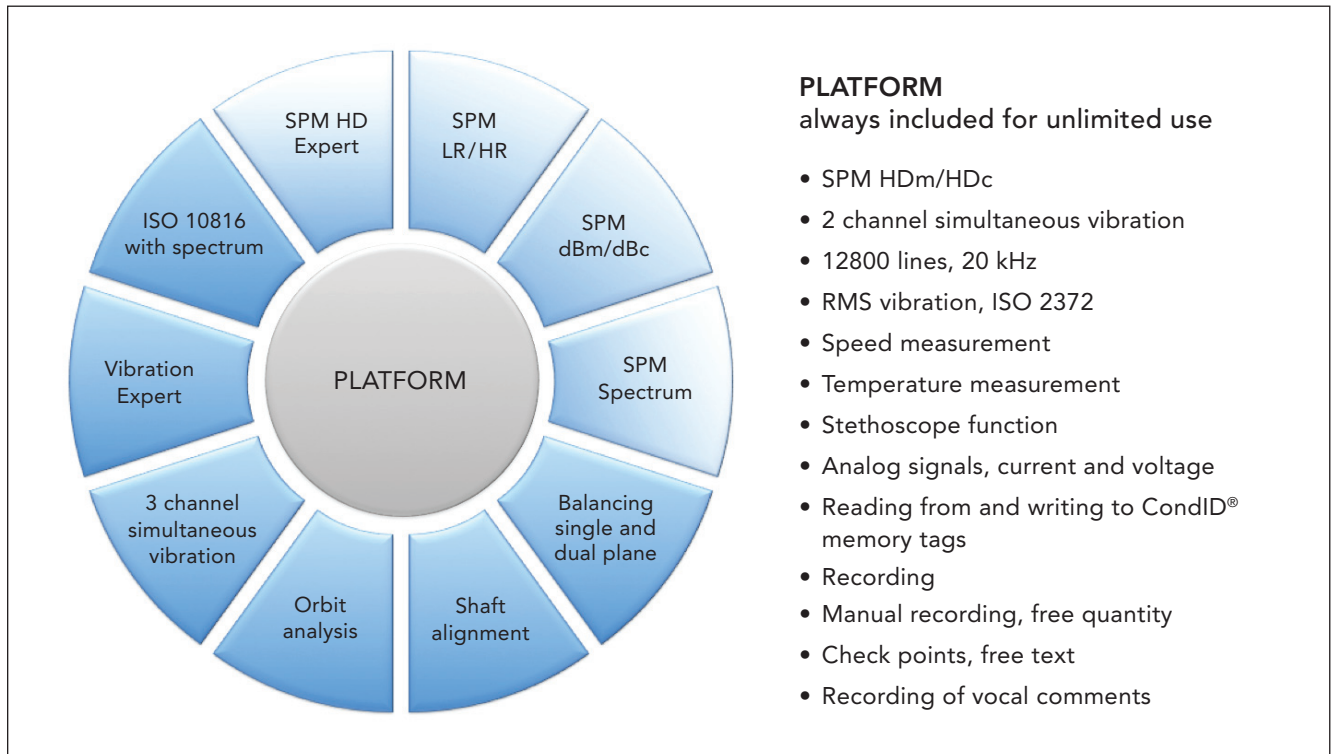 SPM HD
Expert
SPM
LR/HR
SPM
dBm/dBc
SPM
Spectrum
Balancing
single and
dual plane
Shaft
alignment
Orbit
analysis
3 channel
simultaneous
vibration
Vibration
Expert
ISO 10816
with spectrum
PLATFORM
PLATFORM
always included for unlimited use
• SPM HDm/HDc
• 2 channel simultaneous vibration
• 12800 lines, 20 kHz
• RMS vibration, ISO 2372
• Speed measurement
• Temperature measurement
• Stethoscope function
• Analog signals, current and voltage
• Reading from and writing to CondID®
memory tags
• Recording
• Manual recording, free quantity
• Check points, free text
• Recording of vocal comments